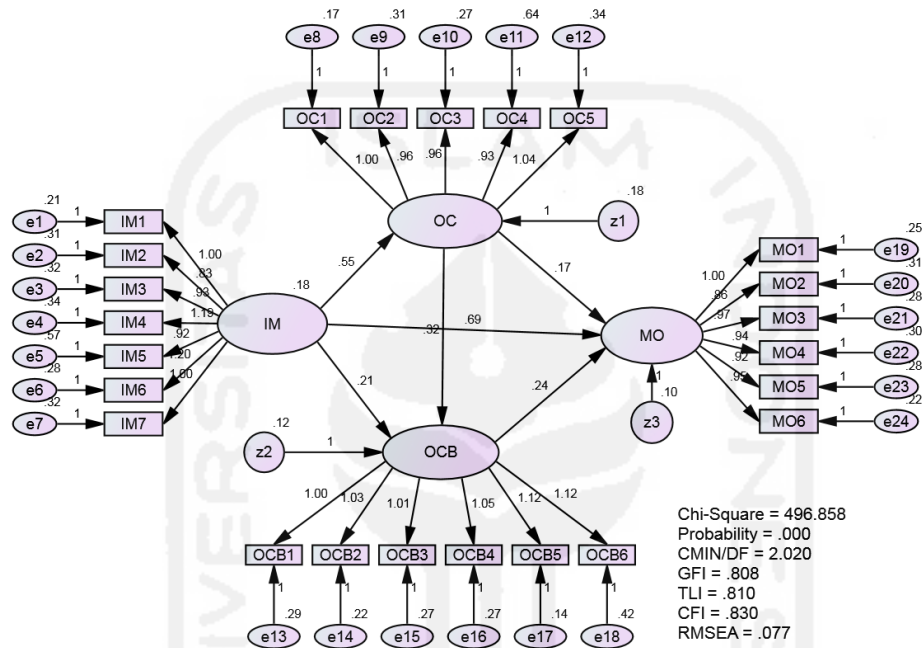 .17 .31 .27 .64 .34
e8 e9 e10 e11 e12
1 1 1 1 1
OC1 OC2 OC3 OC4 OC5
1.00 .96 .96 .93 1.04
ISLAM
UNIVERSITAS
OC
.18
1
z1
.21
e1 1 IM1
.31
e2 1 IM2
.32
e3 1 IM3
.34
e4 1 IM4
.57
e5 1 IM5
.28
e6 1 IM6
.32
e7 1 IM7
1.00
.83
.93
1.19
.92
1.20
1.00
.18
IM
.55
.17
.32
.69
.21
.24
MO
1
.10
z3
1.00
.86
.97
.94
.92
.95
.25
MO1 1 e19
.31
MO2 1 e20
.28
MO3 1 e21
.30
MO4 1 e22
.28
MO5 1 e23
.22
MO6 1 e24
.12
z2
1
OCB
1.00 1.03 1.01 1.05 1.12 1.12
OCB1 OCB2 OCB3 OCB4 OCB5 OCB6
1 1 1 1 1 1
.29 .22 .27 .27 .14 .42
e13 e14 e15 e16 e17 e18
Chi-Square = 496.858
Probability = .000
CMIN/DF = 2.020
GFI = .808
TLI = .810
CFI = .830
RMSEA = .077